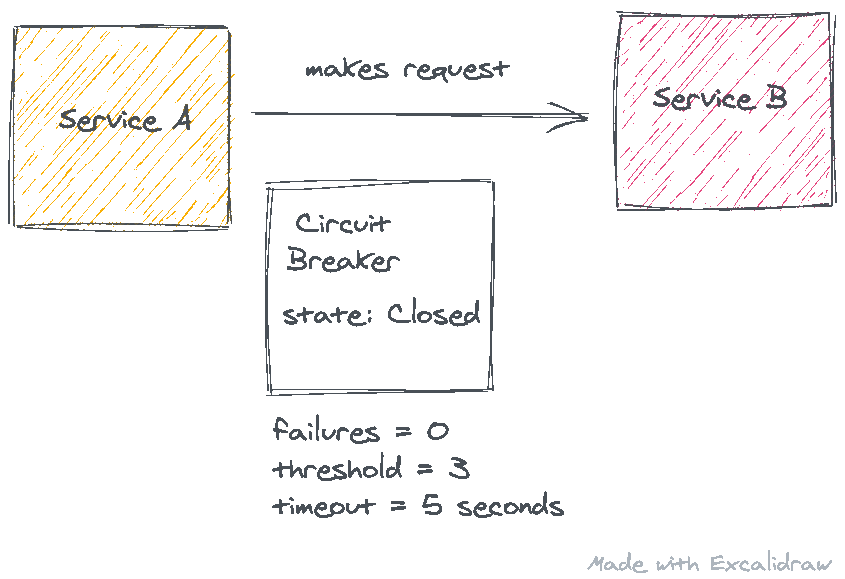 makes request
Service A
Service B
Circuit
Breaker
state: Closed
failures = 0
threshold = 3
timeout = 5 seconds
Made with Excalidraw